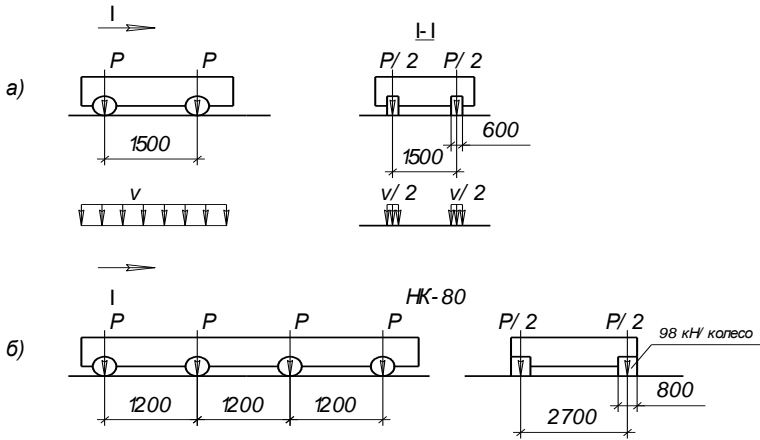 I
I-I
P P
P/2 P/2
а)
1500
600
1500
v
v/2 v/2
I
НК-80
P P P P
P/2 P/2
98 кН/колесо
б)
1200 1200 1200
800
2700